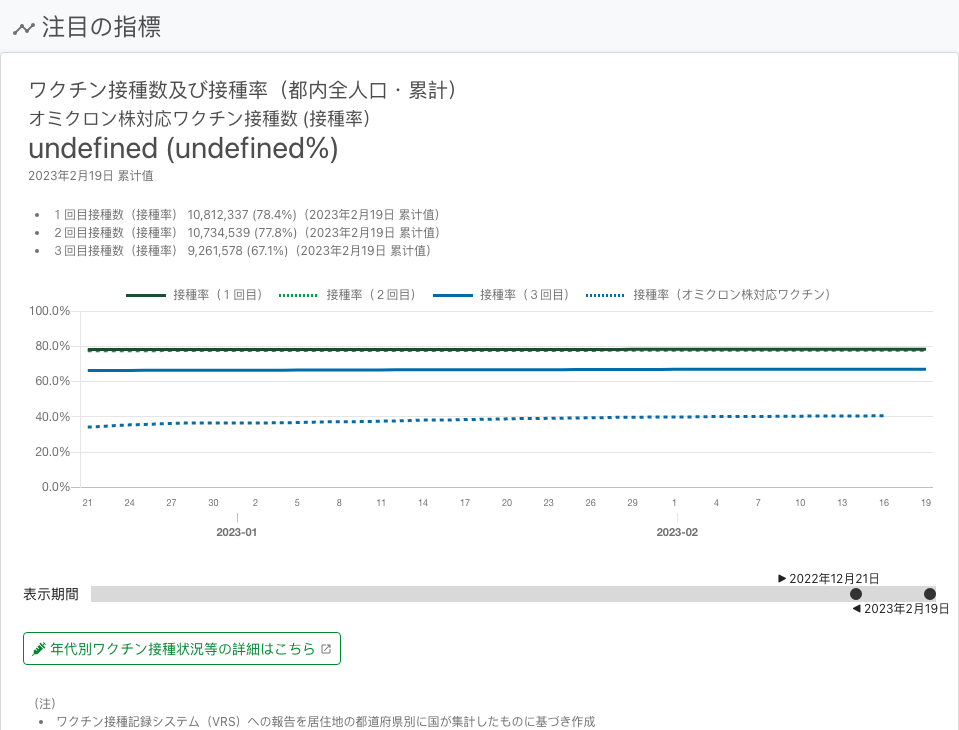 注目の指標
ワクチン接種数及び接種率（都内全人口・累計）
オミクロン株対応ワクチン接種数 (接種率）
undefined (undefined%)
2023年2月19日 累计值
• １回目接種数（接種率） 10,812,337 (78.4%)（2023年2月19日 累计值）
• ２回目接種数（接種率） 10,734,539 (77.8%)（2023年2月19日 累计值）
• ３回目接種数（接種率） 9,261,578 (67.1%)（2023年2月19日 累计值）
接種率（１回目） 接種率（２回目） 接種率（３回目） 接種率（オミクロン株対応ワクチン）
100.0%
80.0%
60.0%
40.0%
20.0%
0.0%
21 24 27 30 2 5 8 11 14 17 20 23 26 29 1 4 7 10 13 16 19
2023-01 2023-02
▶2022年12月21日
表示期間
◀2023年2月19日
年代別ワクチン接種状況等の詳細はこちら
（注）
• ワクチン接種記録システム（VRS）への報告を居住地の都道府県別に国が集計したものに基づき作成